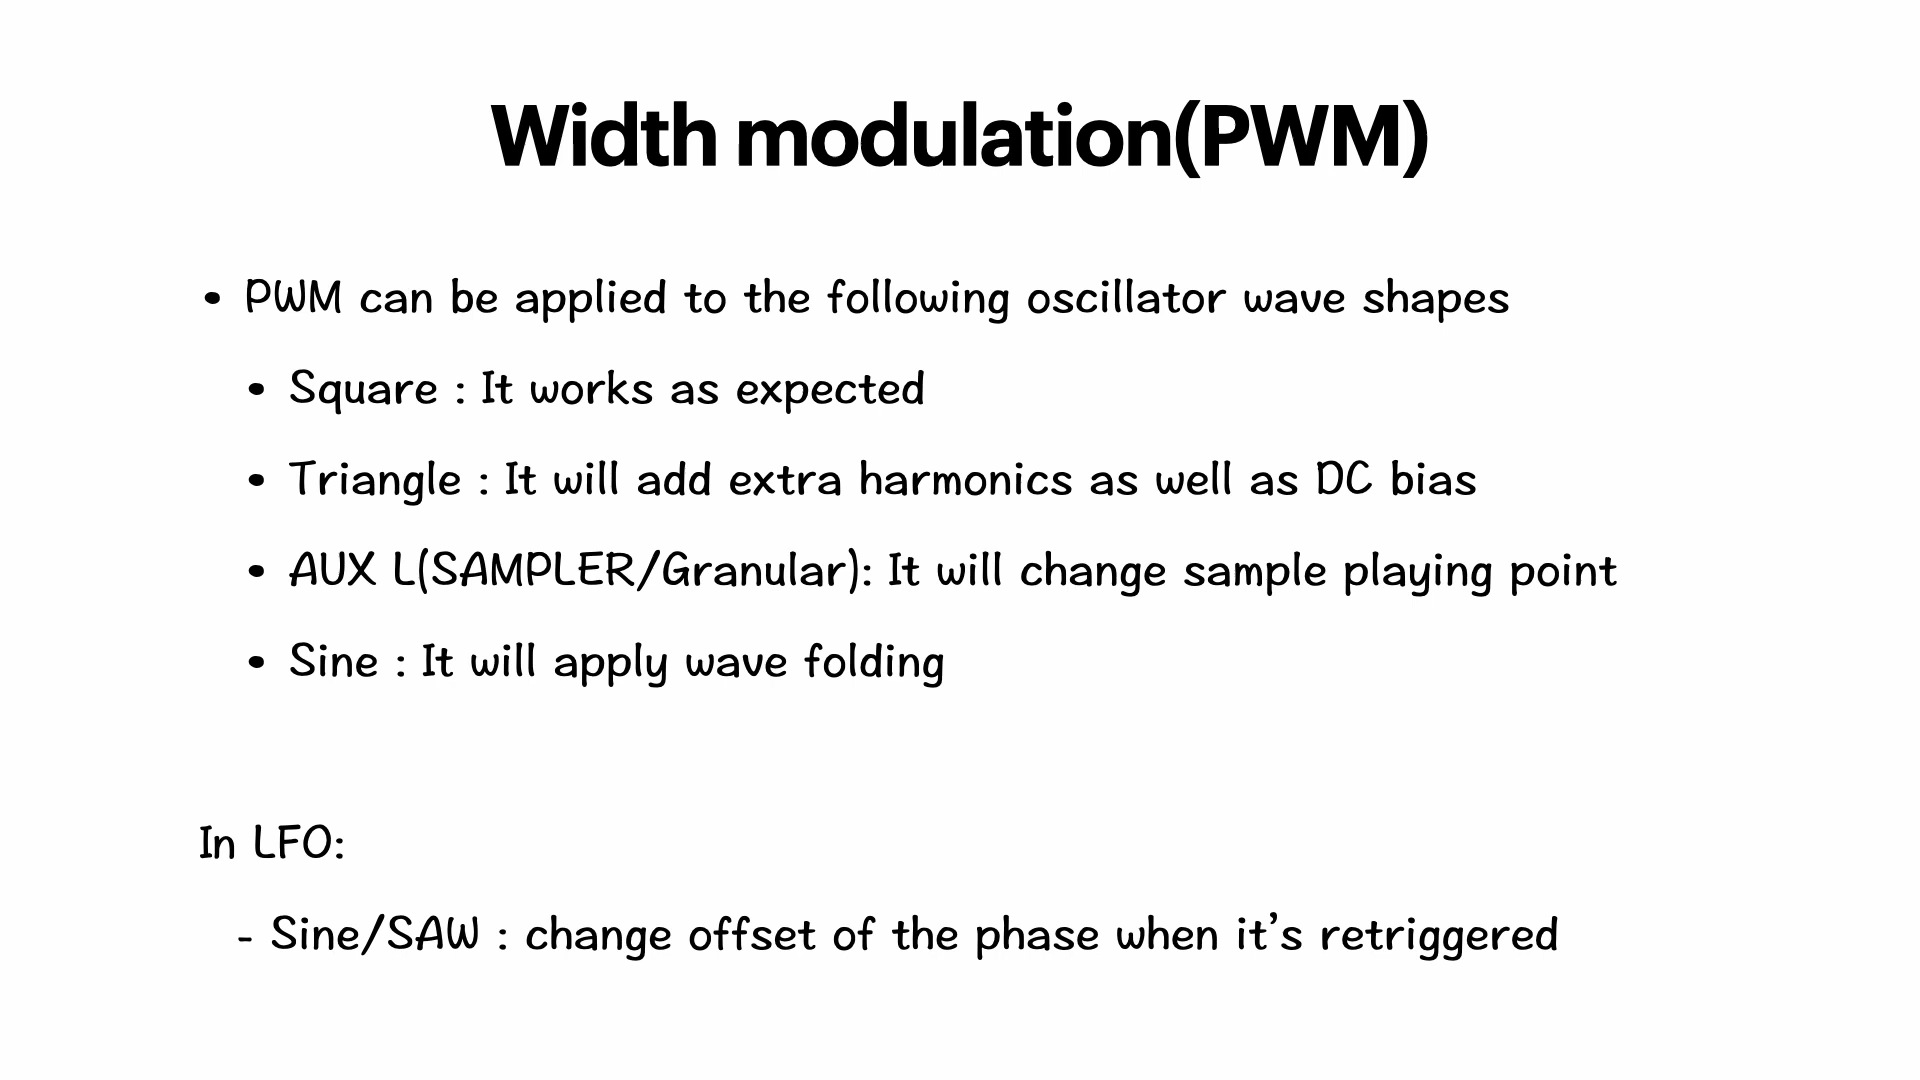 Width modulation(PWM)
• PWM can be applied to the following oscillator wave shapes
• Square : It works as expected
• Triangle : It will add extra harmonics as well as DC bias
• AUX L(SAMPLER/Granular): It will change sample playing point
• Sine : It will apply wave folding
In LFO:
- Sine/SAW : change offset of the phase when it’s retriggered